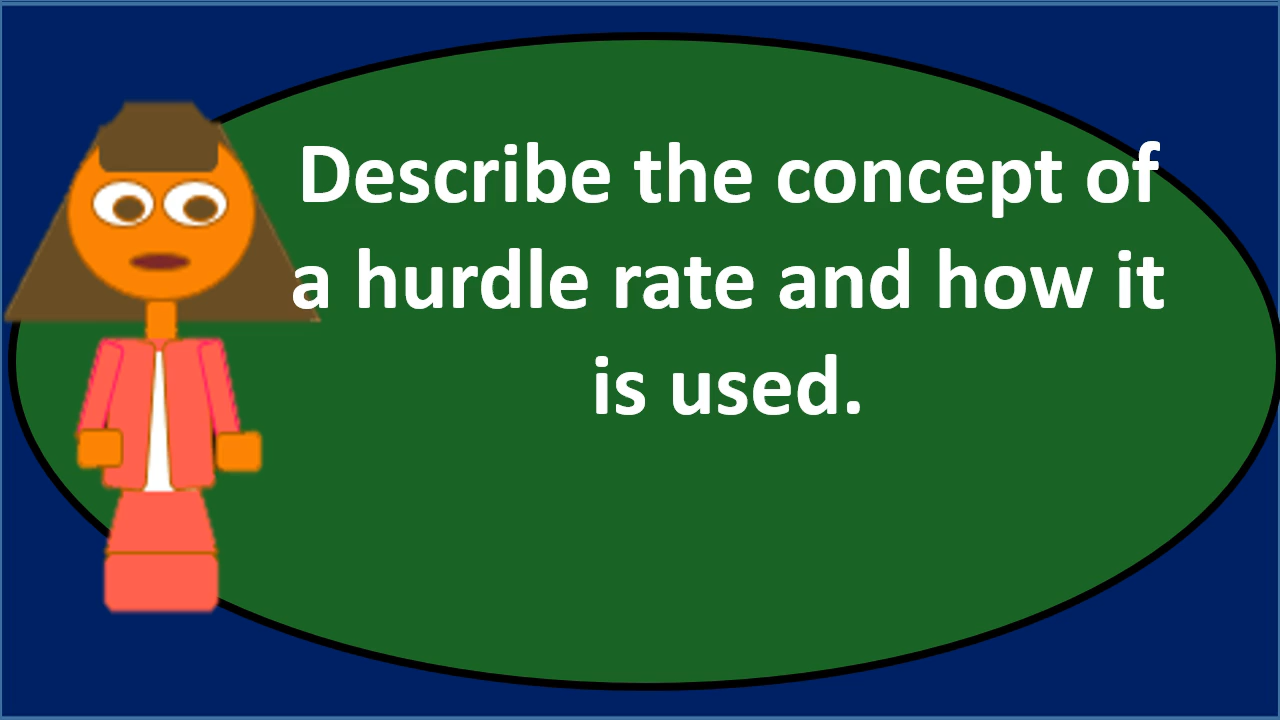 Describe the concept of
a hurdle rate and how it
is used.